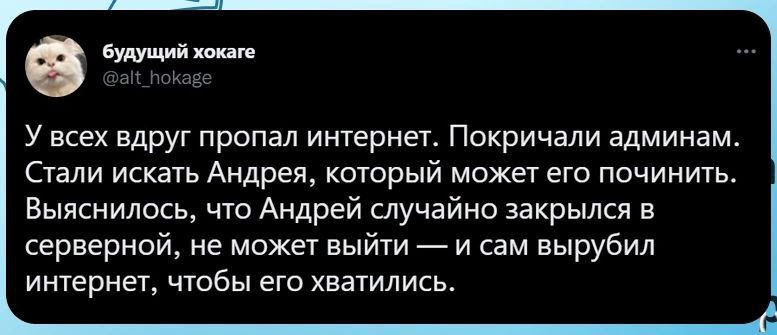 будущий хокаге
@alt_hokage
У всех вдруг пропал интернет. Покричали админам.
Стали искать Андрея, который может его починить.
Выяснилось, что Андрей случайно закрылся в
серверной, не может выйти — и сам вырубил
интернет, чтобы его хватились.